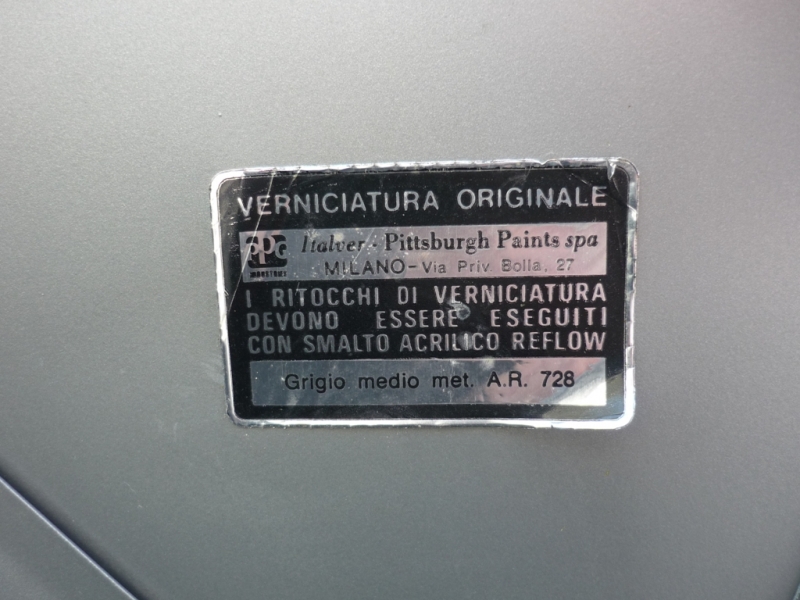 VERNICIATURA ORIGINALE
PPG INDUSTRIES
Italver - Pittsburgh Paints spa
MILANO - Via Priv. Bolla, 27
I RITOCCHI DI VERNICIATURA
DEVONO ESSERE ESEGUITI
CON SMALTO ACRILICO REFLOW
Grigio medio met. A.R. 728